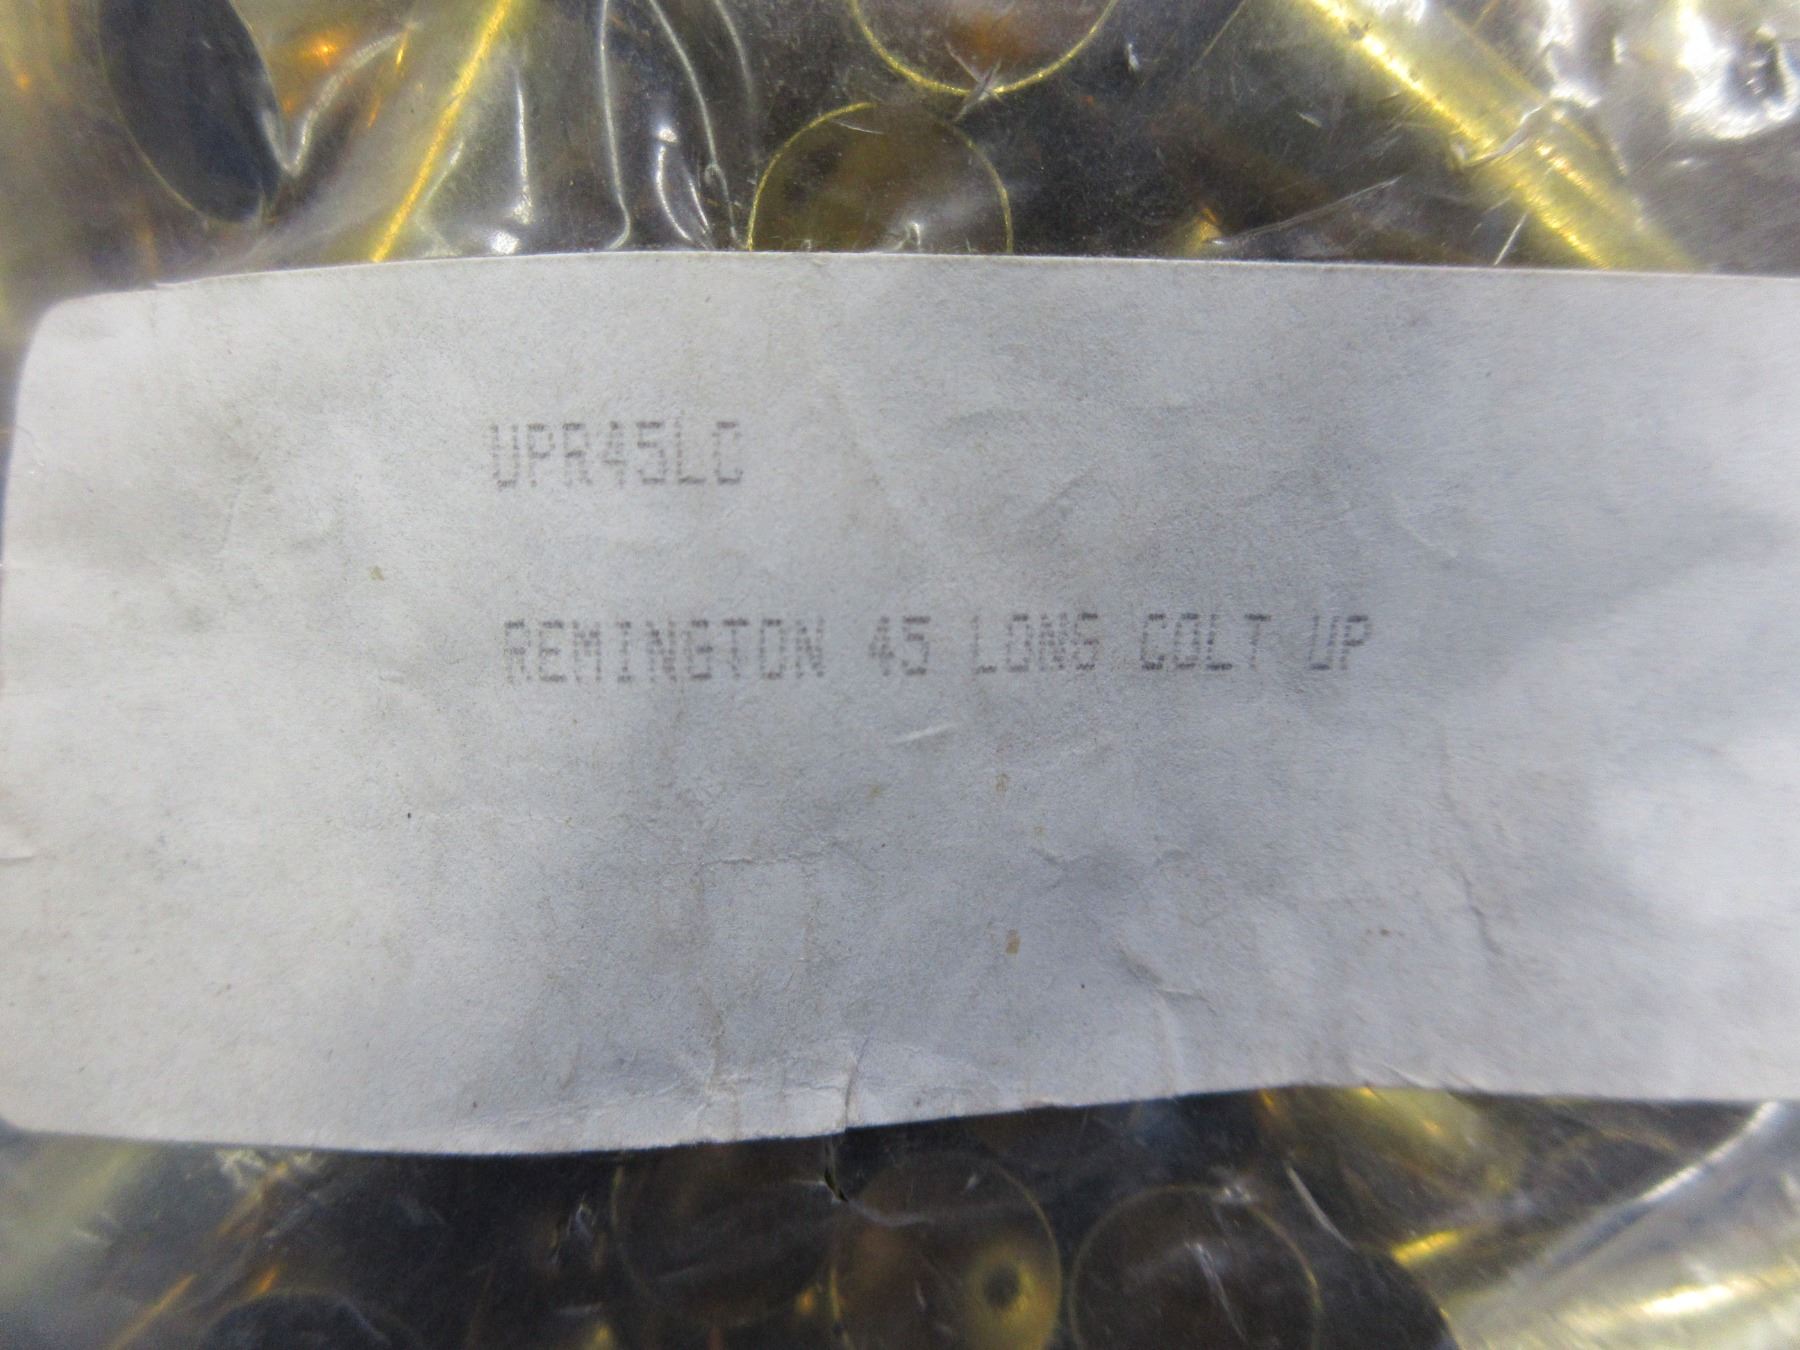 UPR45LC
REMINGTON 45 LONG COLT UP